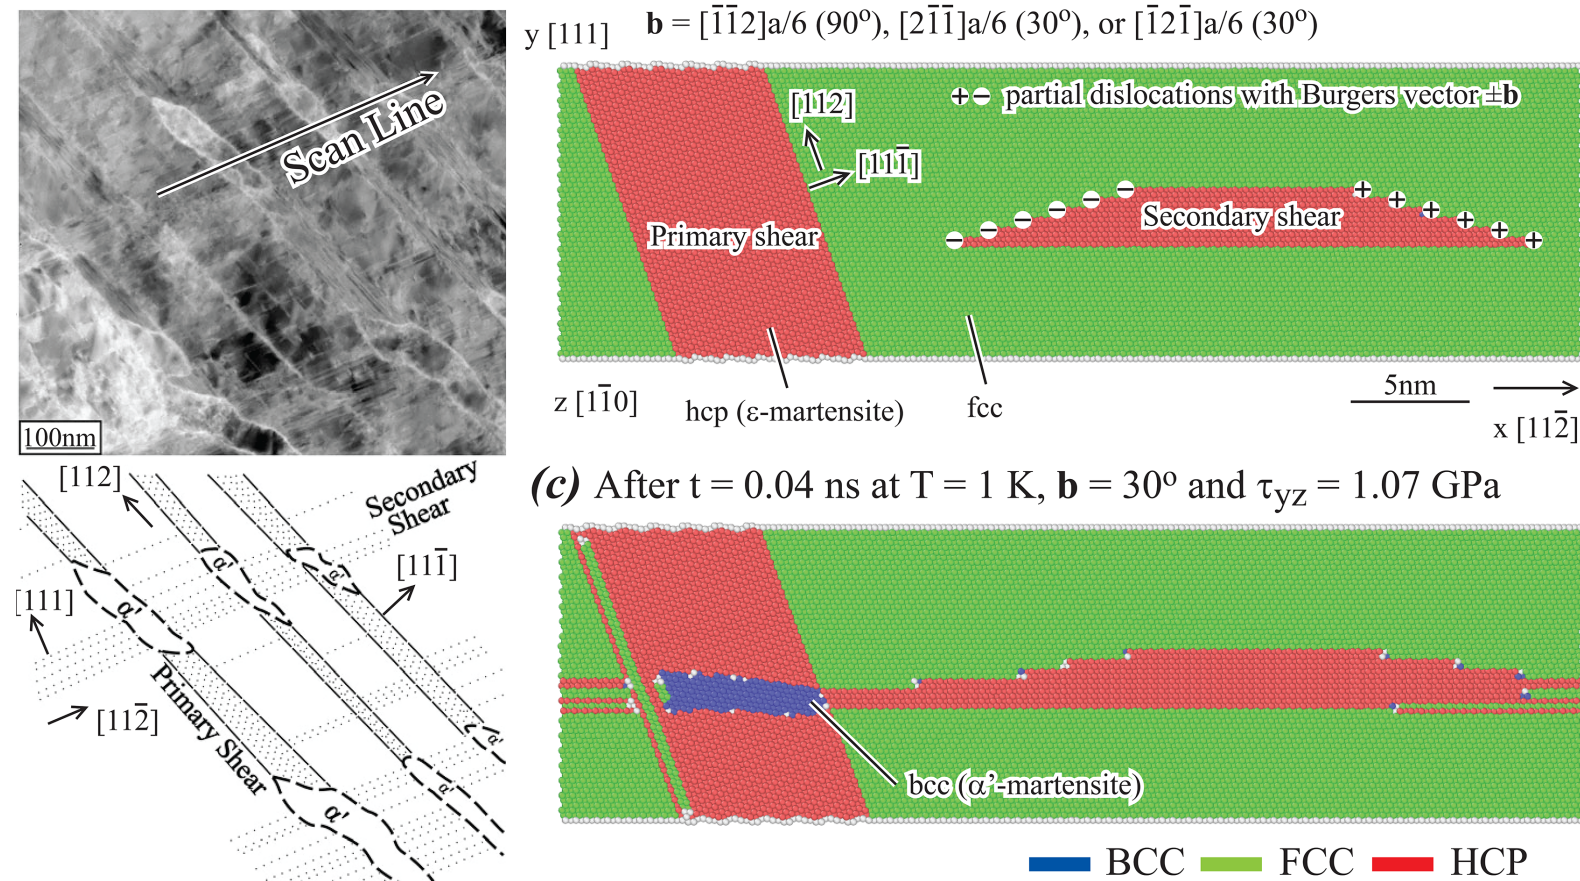 Scan Line
100nm
[112]
Secondary
Shear
[111̄]
[111]
[112̄]
Primary Shear
α'
α'
α'
α'
α'
α'
y [111]
b = [1̄1̄2]a/6 (90°), [21̄1̄]a/6 (30°), or [1̄21̄]a/6 (30°)
+ − partial dislocations with Burgers vector ±b
[112]
[111̄]
Primary shear
Secondary shear
− − − − − −
+ + + + + +
z [11̄0]
hcp (ε-martensite)
fcc
5nm
x [112̄]
(c) After t = 0.04 ns at T = 1 K, b = 30° and τyz = 1.07 GPa
bcc (α’-martensite)
BCC FCC HCP